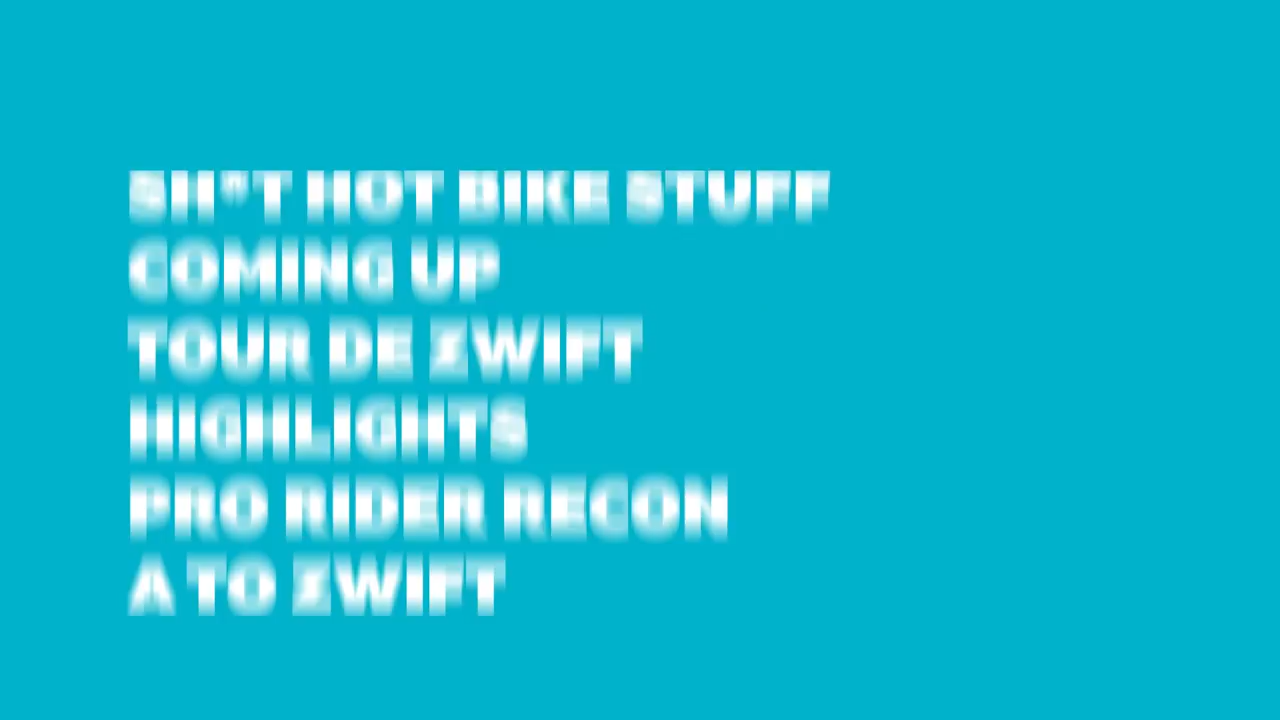 SH*T HOT BIKE STUFF
COMING UP
TOUR DE ZWIFT
HIGHLIGHTS
PRO RIDER RECON
A TO ZWIFT